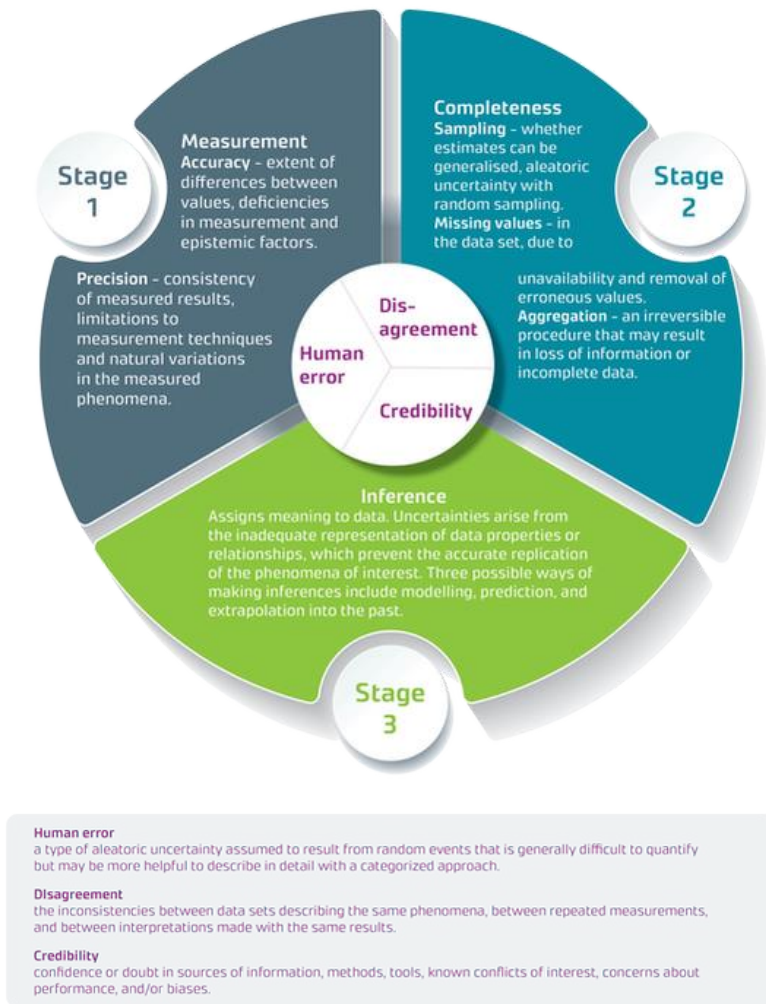 Stage
1
Measurement
Accuracy - extent of
differences between
values, deficiencies
in measurement and
epistemic factors.
Precision - consistency
of measured results,
limitations to
measurement techniques
and natural variations
in the measured
phenomena.
Completeness
Sampling - whether
estimates can be
generalised, aleatoric
uncertainty with
random sampling.
Missing values - in
the data set, due to
unavailability and removal of
erroneous values.
Aggregation - an irreversible
procedure that may result
in loss of information or
incomplete data.
Stage
2
Dis-
agreement
Human
error
Credibility
Inference
Assigns meaning to data. Uncertainties arise from
the inadequate representation of data properties or
relationships, which prevent the accurate replication
of the phenomena of interest. Three possible ways of
making inferences include modelling, prediction, and
extrapolation into the past.
Stage
3
Human error
a type of aleatoric uncertainty assumed to result from random events that is generally difficult to quantify
but may be more helpful to describe in detail with a categorized approach.
DIsagreement
the inconsistencies between data sets describing the same phenomena, between repeated measurements,
and between interpretations made with the same results.
Credibility
confidence or doubt in sources of information, methods, tools, known conflicts of interest, concerns about
performance, and/or biases.